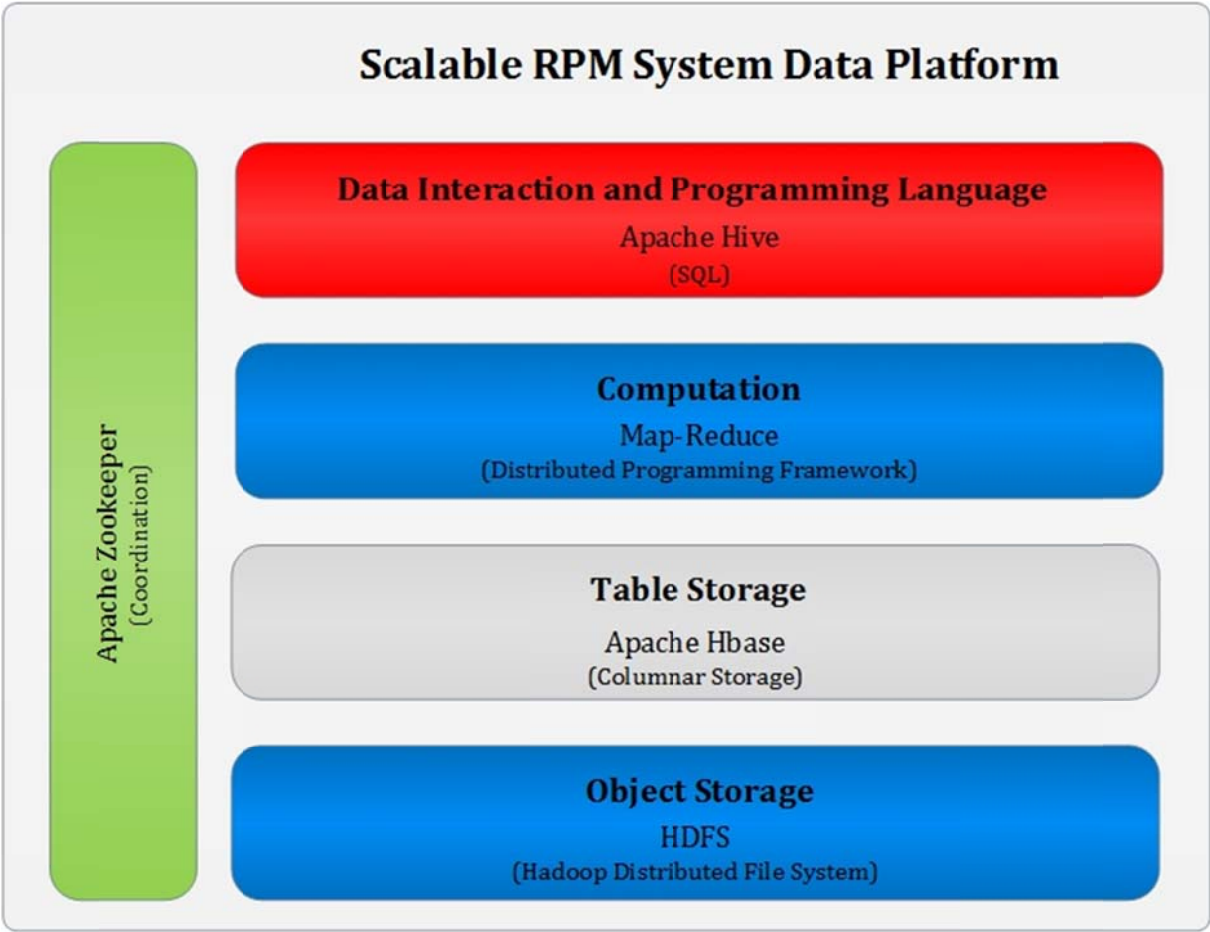 Scalable RPM System Data Platform
Apache Zookeeper
(Coordination)
Data Interaction and Programming Language
Apache Hive
(SQL)
Computation
Map-Reduce
(Distributed Programming Framework)
Table Storage
Apache Hbase
(Columnar Storage)
Object Storage
HDFS
(Hadoop Distributed File System)